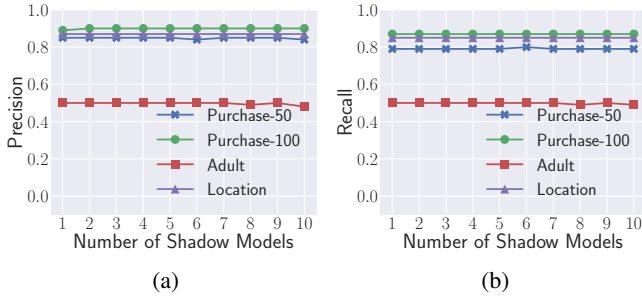 Precision
1.0
0.8
0.6
0.4
0.2
0.0
Purchase-50
Purchase-100
Adult
Location
1 2 3 4 5 6 7 8 9 10
Number of Shadow Models
(a)
Recall
1.0
0.8
0.6
0.4
0.2
0.0
Purchase-50
Purchase-100
Adult
Location
1 2 3 4 5 6 7 8 9 10
Number of Shadow Models
(b)